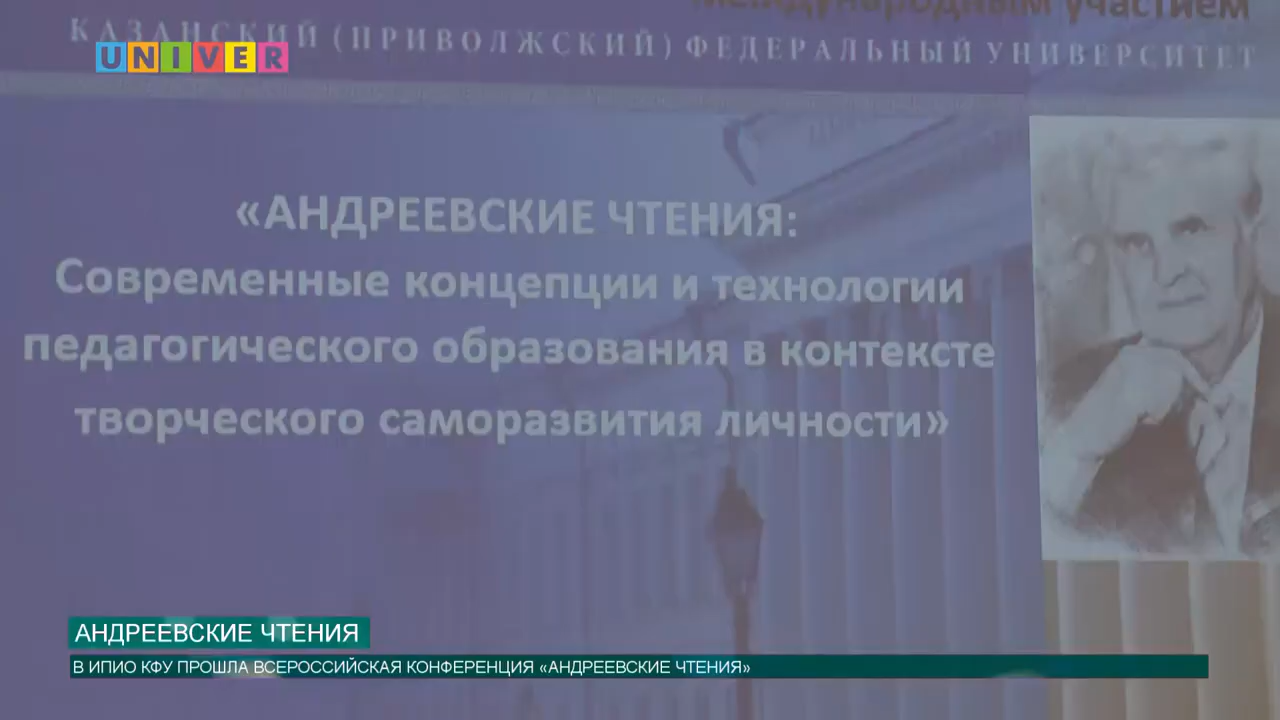 Международным участием
КАЗАНСКИЙ (ПРИВОЛЖСКИЙ) ФЕДЕРАЛЬНЫЙ УНИВЕРСИТЕТ
UNIVER
«АНДРЕЕВСКИЕ ЧТЕНИЯ:
Современные концепции и технологии
педагогического образования в контексте
творческого саморазвития личности»
АНДРЕЕВСКИЕ ЧТЕНИЯ
В ИПИО КФУ ПРОШЛА ВСЕРОССИЙСКАЯ КОНФЕРЕНЦИЯ «АНДРЕЕВСКИЕ ЧТЕНИЯ»